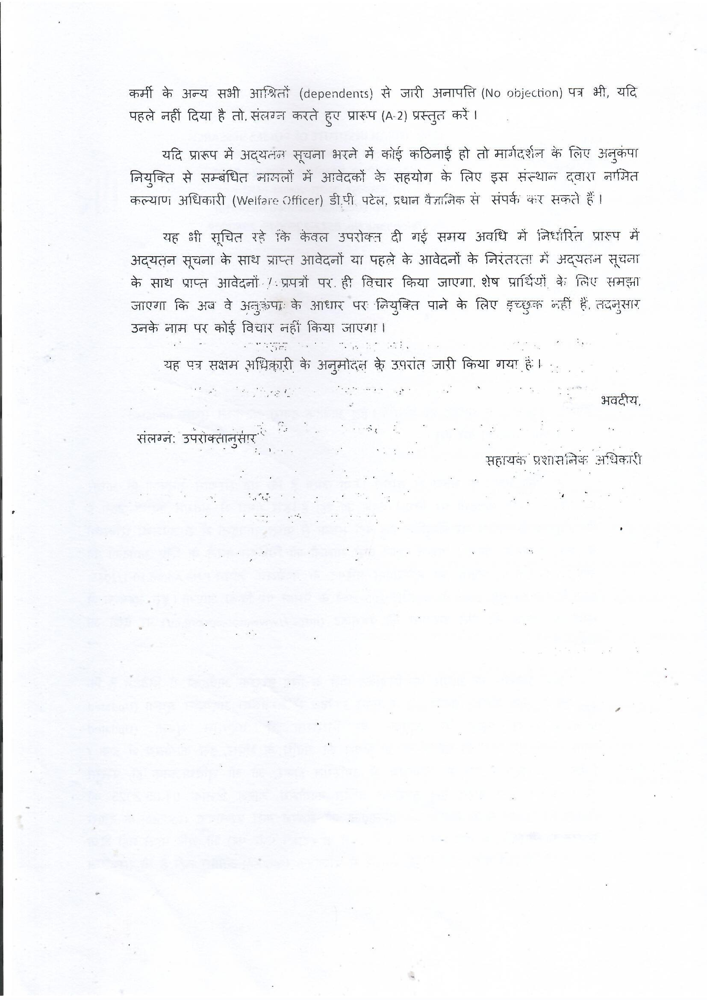 कर्मी के अन्य सभी आश्रितों (dependents) से जारी अनापत्ति (No objection) पत्र भी, यदि
पहले नहीं दिया है तो, संलग्न करते हुए प्रारूप (A-2) प्रस्तुत करें ।
यदि प्रारूप में अद्यतन सूचना भरने में कोई कठिनाई हो तो मार्गदर्शन के लिए अनुकंपा
नियुक्ति से सम्बंधित मामलों में आवेदकों के सहयोग के लिए इस संस्थान द्वारा नामित
कल्याण अधिकारी (Welfare Officer) डी.पी. पटेल, प्रधान वैज्ञानिक से संपर्क कर सकते हैं ।
यह भी सूचित रहे कि केवल उपरोक्त दी गई समय अवधि में निर्धारित प्रारूप में
अद्यतन सूचना के साथ प्राप्त आवेदनों या पहले के आवेदनों के निरंतरता में अद्यतन सूचना
के साथ प्राप्त आवेदनों / प्रपत्रों पर ही विचार किया जाएगा, शेष प्रार्थियों के लिए समझा
जाएगा कि अब वे अनुकंपा के आधार पर नियुक्ति पाने के लिए इच्छुक नहीं हैं, तदनुसार
उनके नाम पर कोई विचार नहीं किया जाएगा ।
यह पत्र सक्षम अधिकारी के अनुमोदन के उपरांत जारी किया गया है ।
भवदीय,
संलग्न: उपरोक्तानुसार
सहायक प्रशासनिक अधिकारी